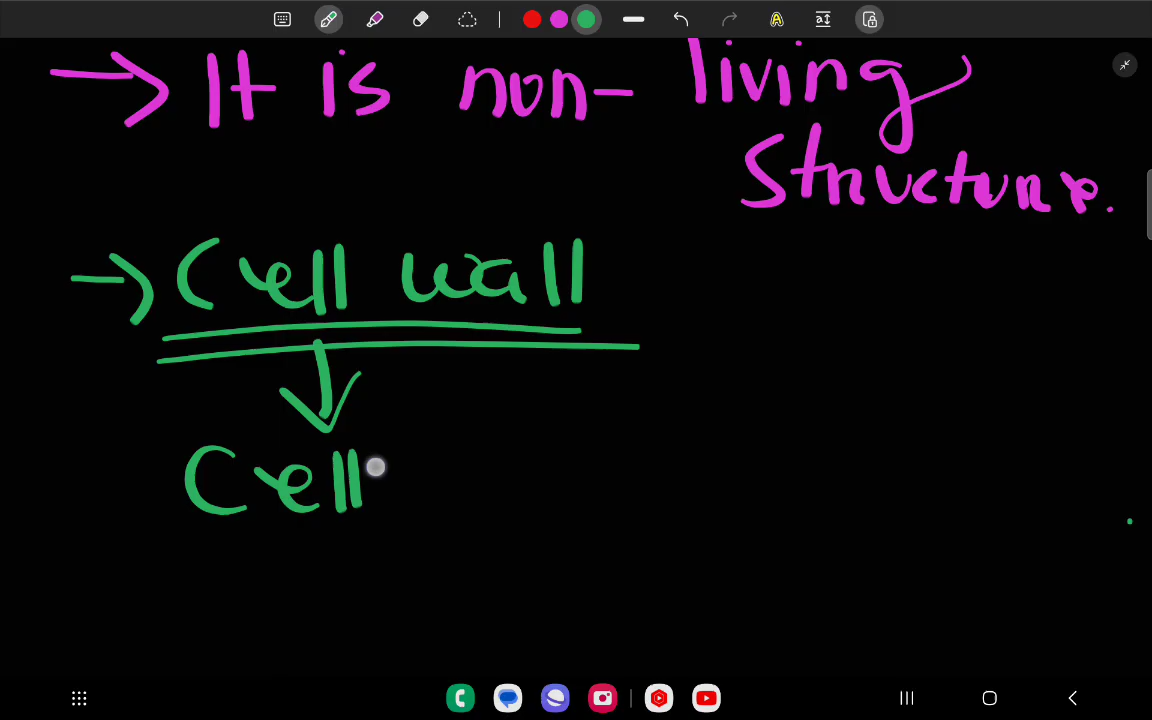 → It is non-living
Structure.
→ Cell wall
Cell